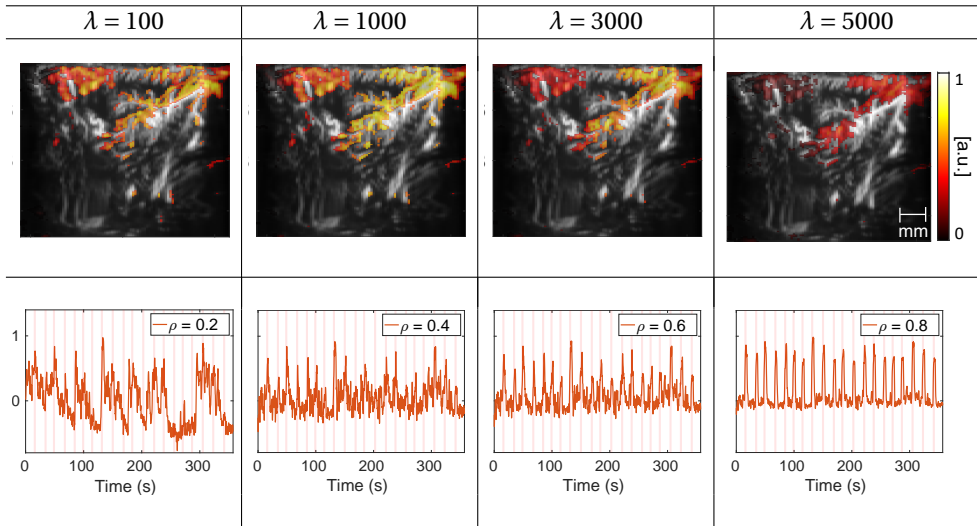 λ = 100 λ = 1000 λ = 3000 λ = 5000
1
[a.u.]
0
mm
ρ = 0.2 ρ = 0.4 ρ = 0.6 ρ = 0.8
1
0
0 100 200 300 0 100 200 300 0 100 200 300 0 100 200 300
Time (s) Time (s) Time (s) Time (s)